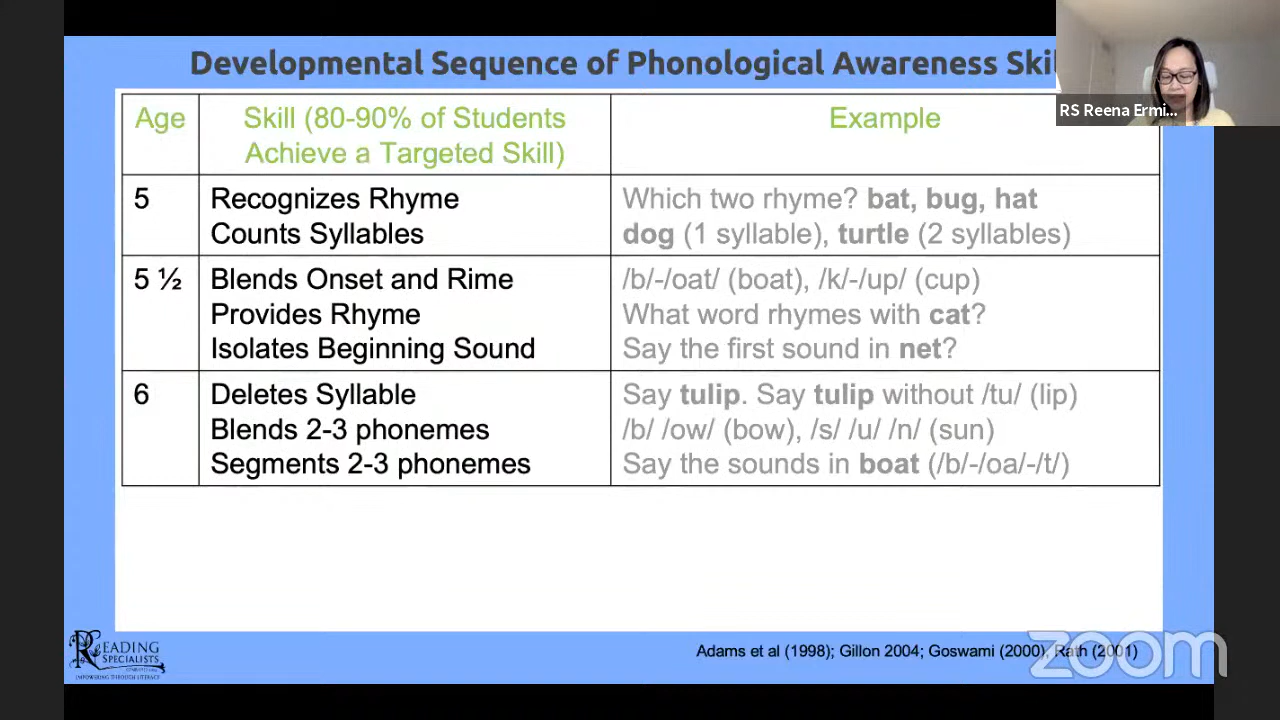 Developmental Sequence of Phonological Awareness Skil
RS Reena Ermi...
Age
Skill (80-90% of Students
Achieve a Targeted Skill)
Example
5
Recognizes Rhyme
Counts Syllables
Which two rhyme? bat, bug, hat
dog (1 syllable), turtle (2 syllables)
5 ½
Blends Onset and Rime
Provides Rhyme
Isolates Beginning Sound
/b/-/oat/ (boat), /k/-/up/ (cup)
What word rhymes with cat?
Say the first sound in net?
6
Deletes Syllable
Blends 2-3 phonemes
Segments 2-3 phonemes
Say tulip. Say tulip without /tu/ (lip)
/b/ /ow/ (bow), /s/ /u/ /n/ (sun)
Say the sounds in boat (/b/-/oa/-/t/)
READING
SPECIALISTS
EMPOWERING THROUGH LITERACY
Adams et al (1998); Gillon 2004; Goswami (2000), Rath (2001)
zoom